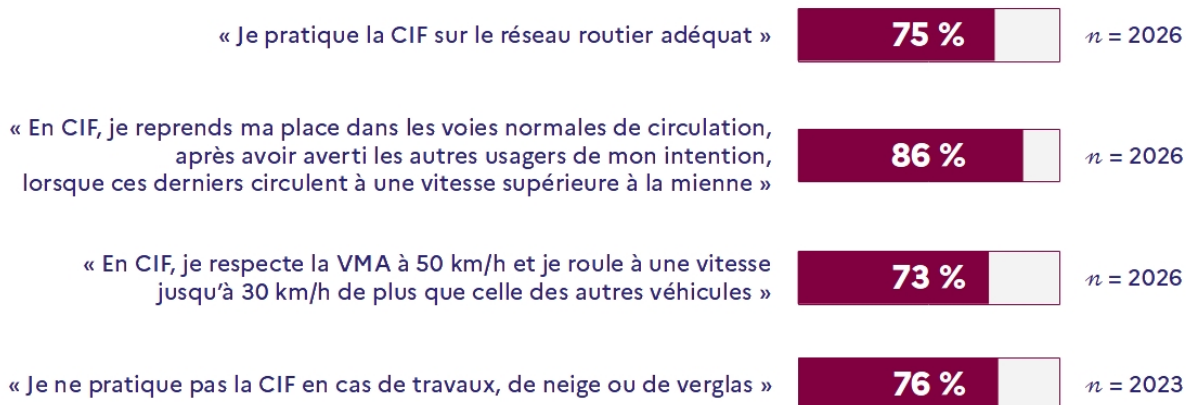 « Je pratique la CIF sur le réseau routier adéquat »
75 %
n = 2026
« En CIF, je reprends ma place dans les voies normales de circulation,
après avoir averti les autres usagers de mon intention,
lorsque ces derniers circulent à une vitesse supérieure à la mienne »
86 %
n = 2026
« En CIF, je respecte la VMA à 50 km/h et je roule à une vitesse
jusqu’à 30 km/h de plus que celle des autres véhicules »
73 %
n = 2026
« Je ne pratique pas la CIF en cas de travaux, de neige ou de verglas »
76 %
n = 2023